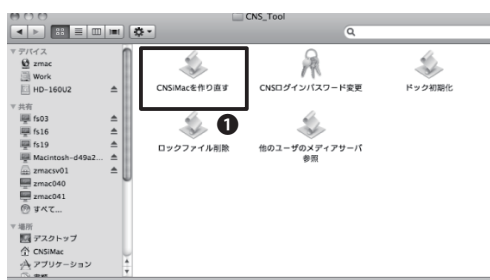 CNS_Tool
デバイス
zmac
Work
HD-160U2
共有
fs03
fs16
fs19
Macintosh-d49a2...
zmacsv01
zmac040
zmac041
すべて...
場所
デスクトップ
CNSiMac
アプリケーション
CNSiMacを作り直す
CNSログインパスワード変更
ドック初期化
1
ロックファイル削除
他のユーザのメディアサーバ
参照